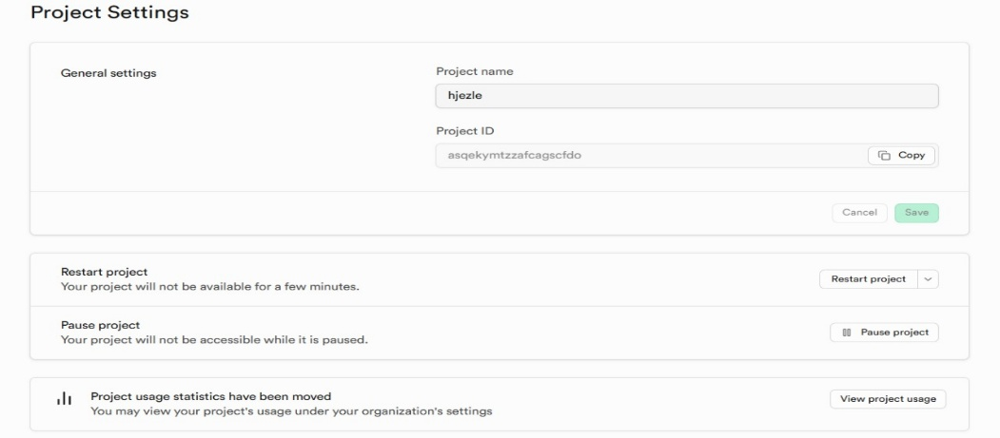 Project Settings
General settings
Project name
hjezle
Project ID
asqekymtzzafcagscfdo
Copy
Cancel
Save
Restart project
Your project will not be available for a few minutes.
Restart project
Pause project
Your project will not be accessible while it is paused.
Pause project
Project usage statistics have been moved
You may view your project's usage under your organization's settings
View project usage